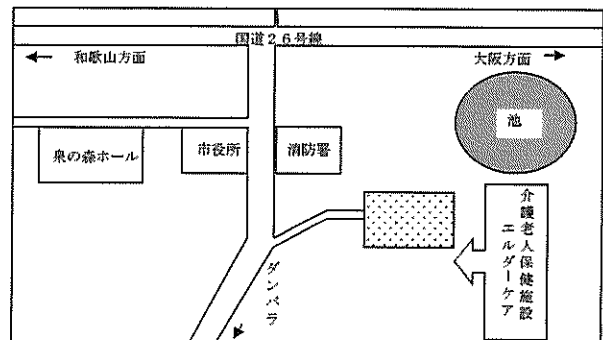 国道26号線
← 和歌山方面
大阪方面 →
池
泉の森ホール
市役所
消防署
介護老人保健施設
エルダーケア
ダンバラ